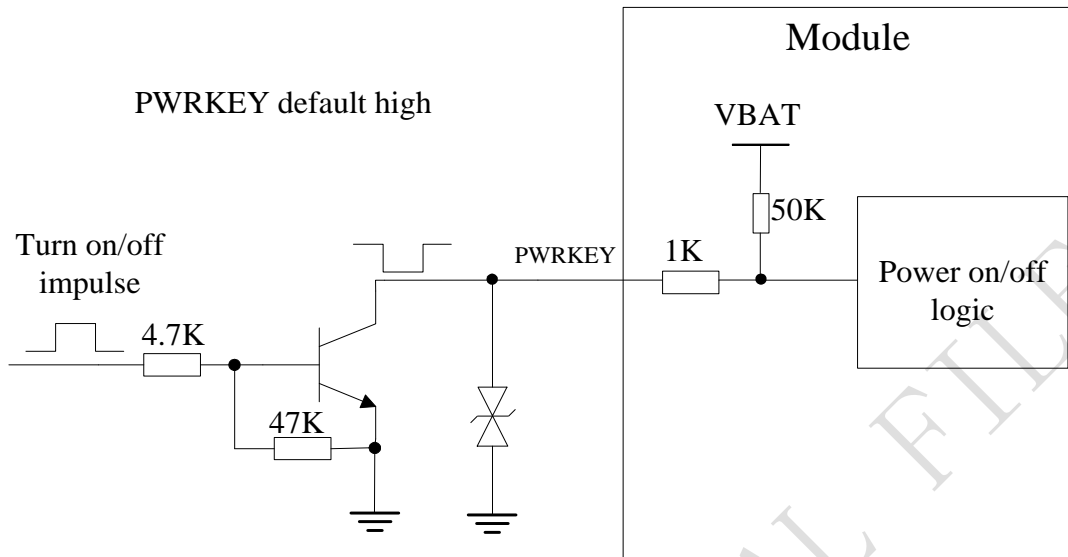 Module
PWRKEY default high
VBAT
50K
Turn on/off
impulse
PWRKEY
1K
Power on/off
logic
4.7K
47K